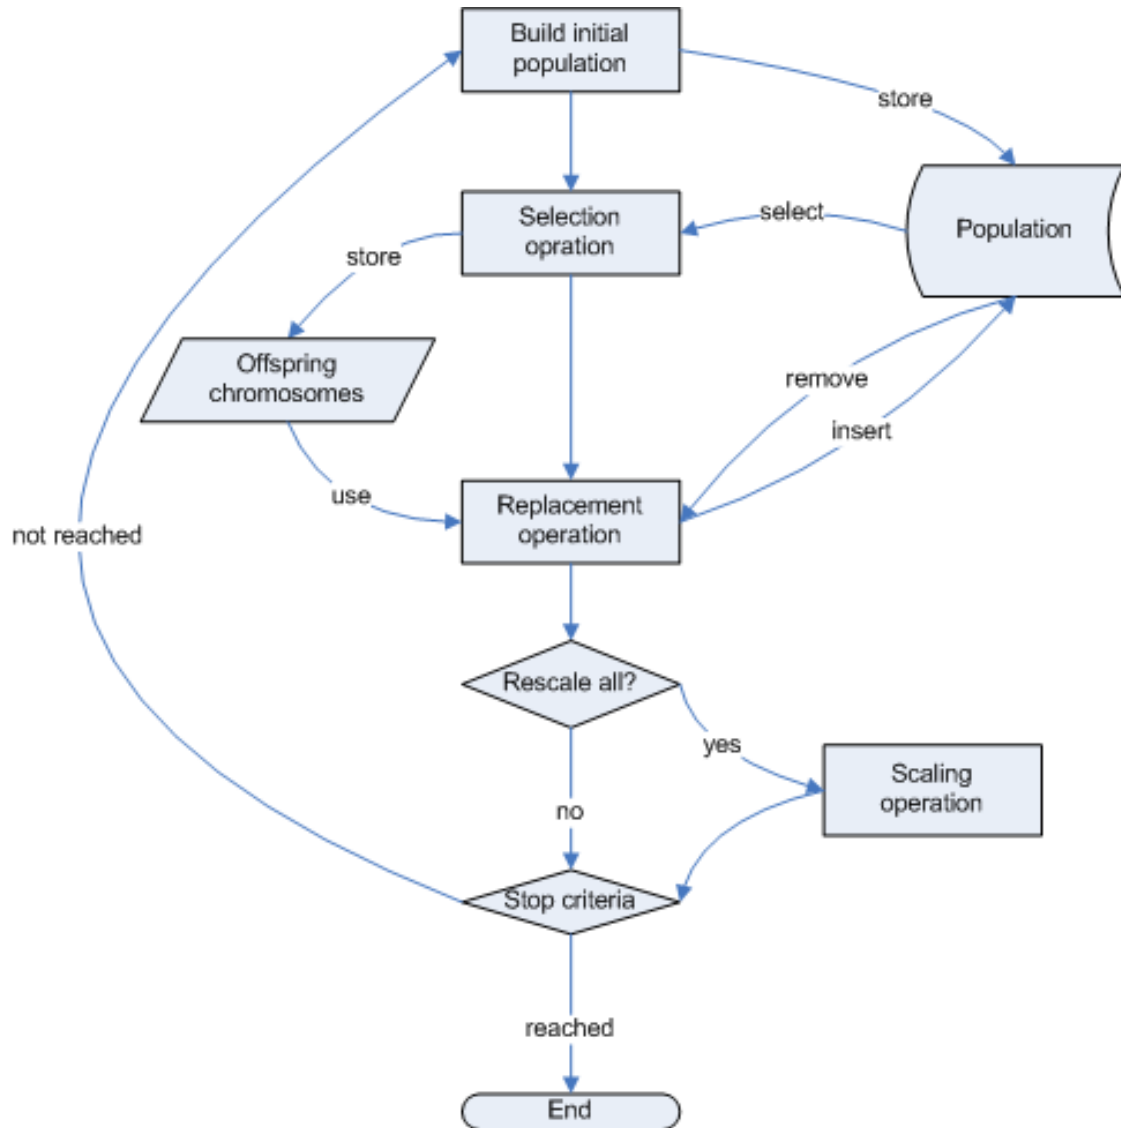 Build initial
population
store
Selection
opration
select
Population
store
Offspring
chromosomes
remove
insert
use
Replacement
operation
not reached
Rescale all?
yes
Scaling
operation
no
Stop criteria
reached
End